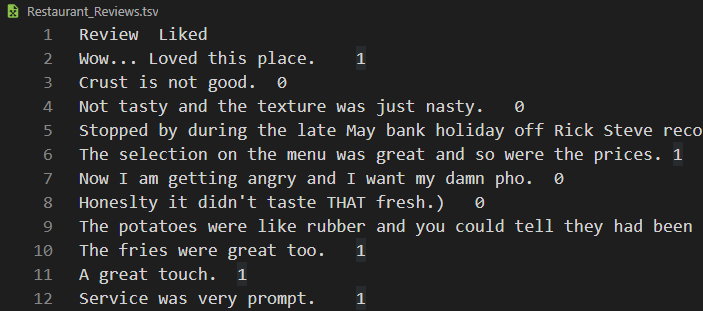 Restaurant_Reviews.tsv
1 Review Liked
2 Wow... Loved this place. 1
3 Crust is not good. 0
4 Not tasty and the texture was just nasty. 0
5 Stopped by during the late May bank holiday off Rick Steve reco
6 The selection on the menu was great and so were the prices. 1
7 Now I am getting angry and I want my damn pho. 0
8 Honeslty it didn't taste THAT fresh.) 0
9 The potatoes were like rubber and you could tell they had been
10 The fries were great too. 1
11 A great touch. 1
12 Service was very prompt. 1